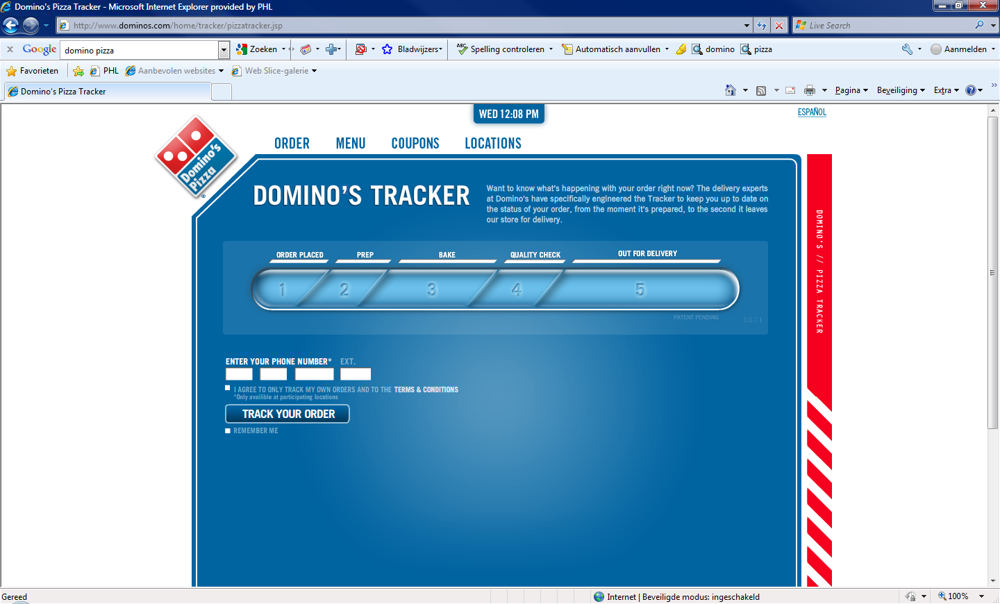 Domino's Pizza Tracker - Microsoft Internet Explorer provided by PHL
http://www.dominos.com/home/tracker/pizzatracker.jsp
Live Search
x Google domino pizza Zoeken Bladwijzers ABC Spelling controleren Automatisch aanvullen domino pizza Aanmelden
Favorieten PHL Aanbevolen websites Web Slice-galerie
Domino's Pizza Tracker
Pagina Beveiliging Extra
WED 12:08 PM
ESPAÑOL
Domino's
Pizza
®
ORDER MENU COUPONS LOCATIONS
DOMINO'S TRACKER
Want to know what's happening with your order right now? The delivery experts
at Domino's have specifically engineered the Tracker to keep you up to date on
the status of your order, from the moment it's prepared, to the second it leaves
our store for delivery.
DOMINO'S // PIZZA TRACKER
ORDER PLACED PREP BAKE QUALITY CHECK OUT FOR DELIVERY
1 2 3 4 5
PATENT PENDING
3.0.7.1
ENTER YOUR PHONE NUMBER* EXT.
I AGREE TO ONLY TRACK MY OWN ORDERS AND TO THE TERMS & CONDITIONS
*Only availible at participating locations
TRACK YOUR ORDER
REMEMBER ME
Gereed
Internet | Beveiligde modus: ingeschakeld
100%